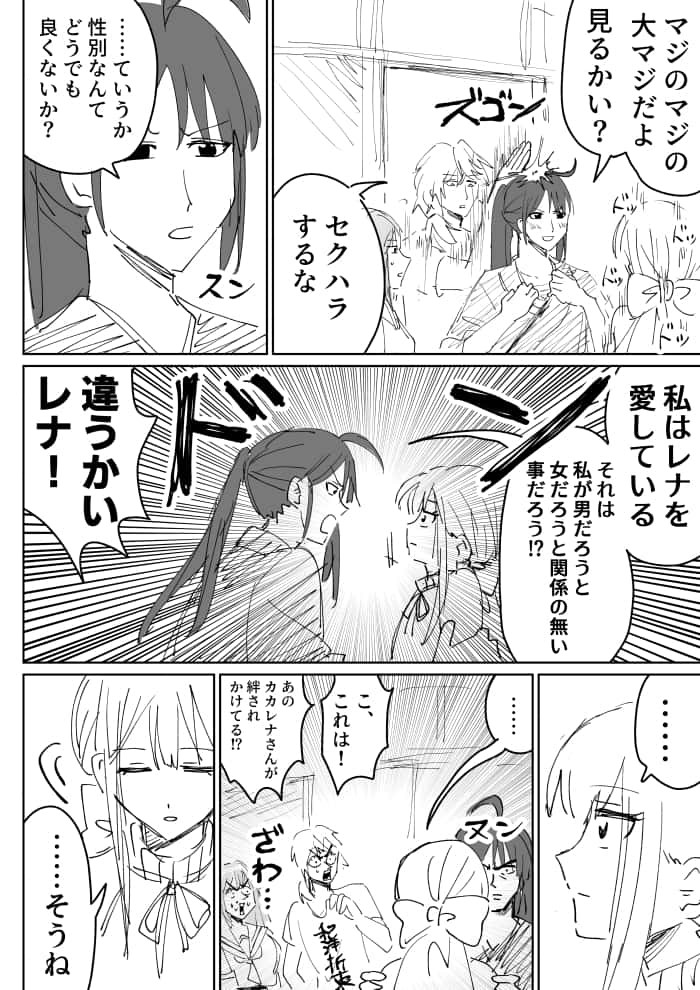 マジのマジの
大マジだよ
見るかい?
ズゴン
ドッ
ドッ
セクハラ
するな
……ていうか
性別なんて
どうでも
良くないか?
スン
私はレナを
愛している
それは
私が男だろうと
女だろうと関係の無い
事だろう!?
ドーン
違うかい
レナ!
……
……
ヌン
こ、
これは!
あの
カカレナさんが
絆され
かけてる!?
ざわ…
……そうね